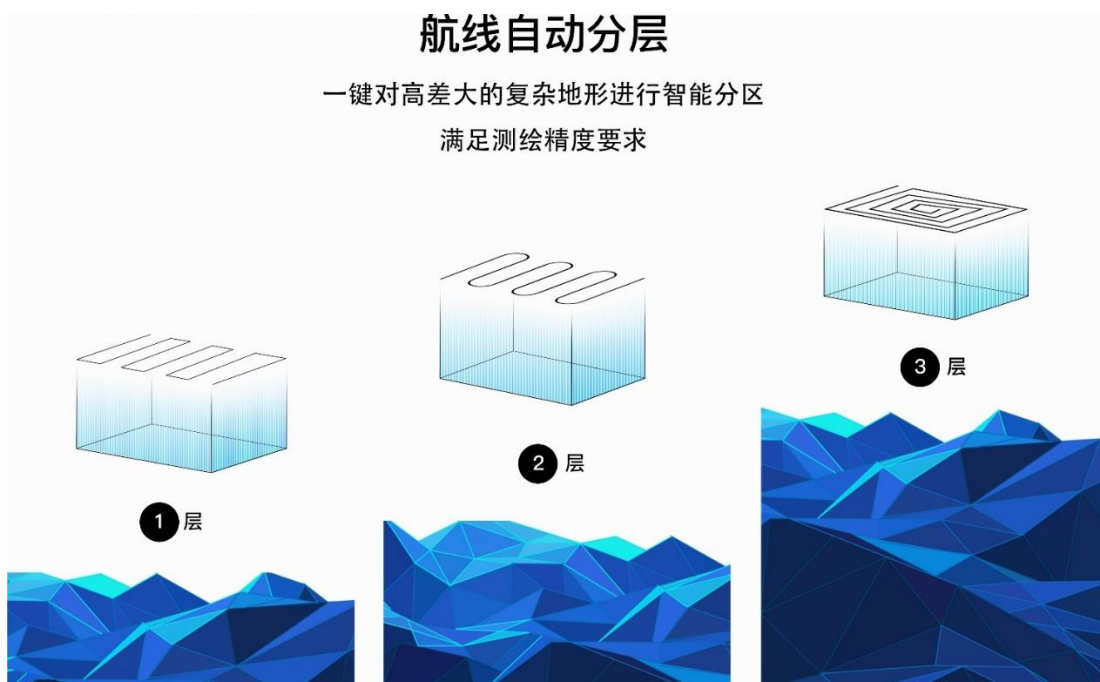 航线自动分层
一键对高差大的复杂地形进行智能分区
满足测绘精度要求
3 层
2 层
1 层